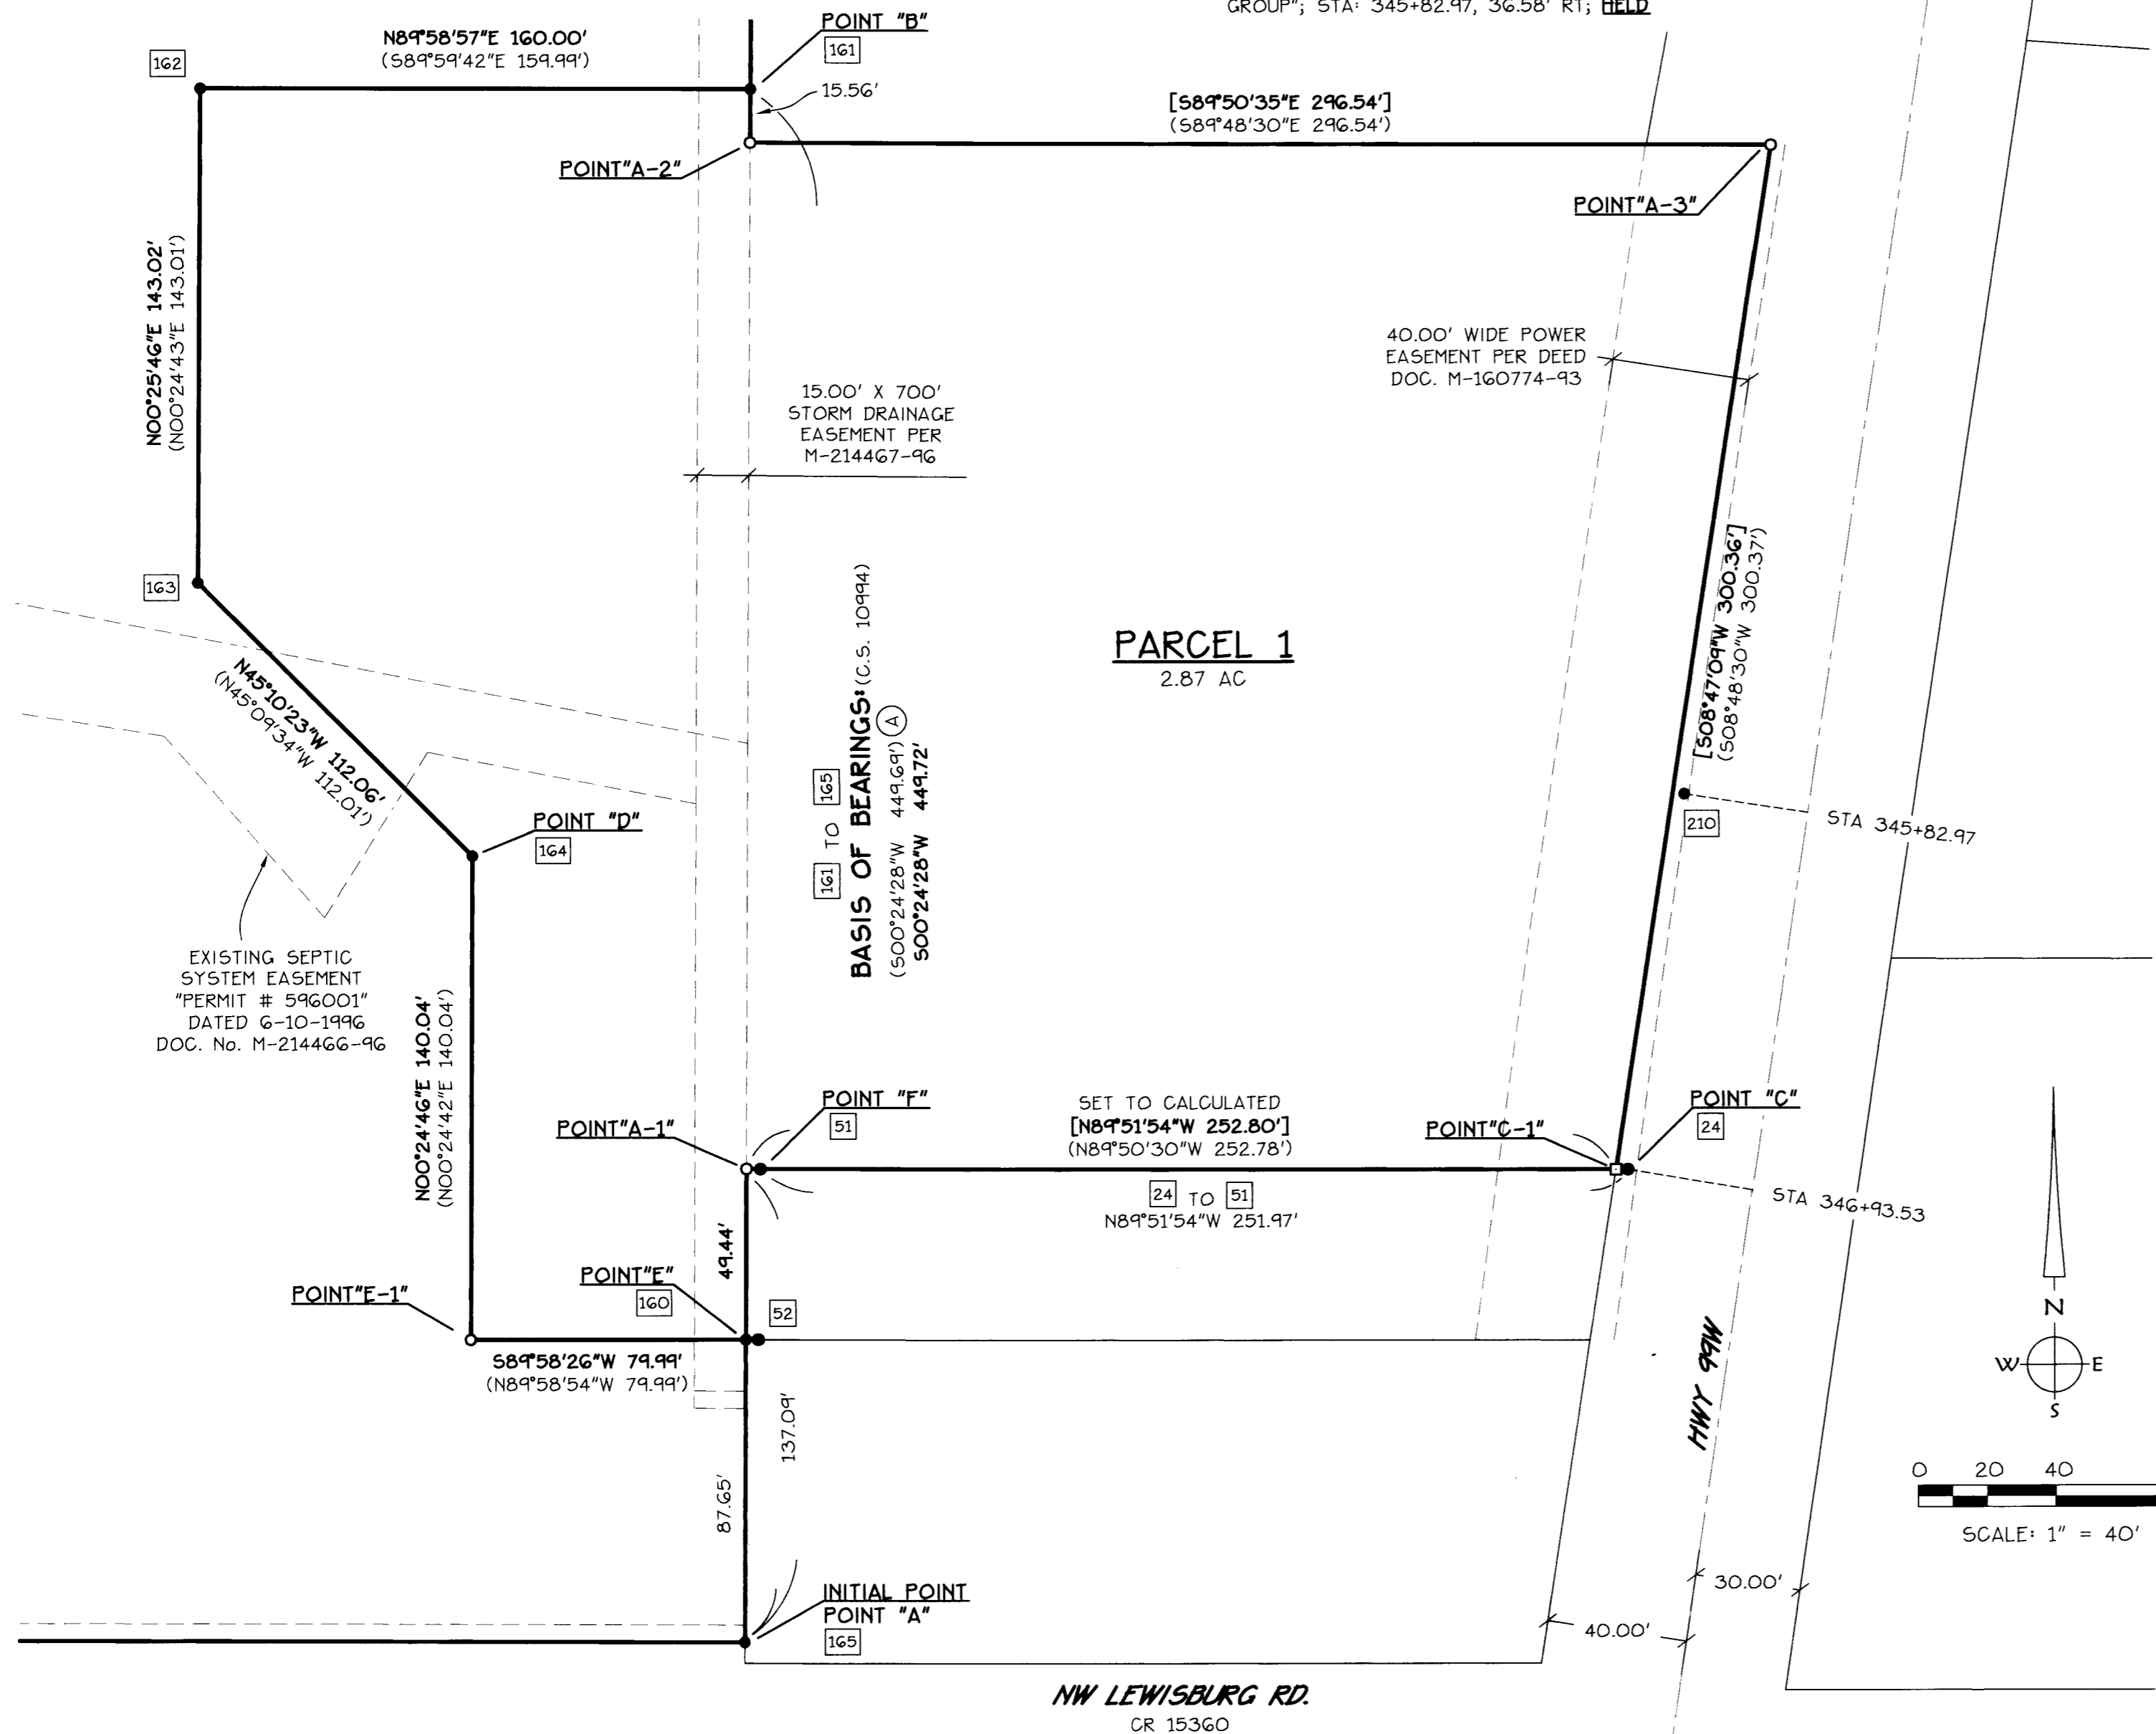 GROUP"; STA: 345+82.97, 36.58' RT; HELD
POINT "B"
161
N89°58'57"E 160.00'
(S89°59'42"E 159.99')
162
15.56'
[S89°50'35"E 296.54']
(S89°48'30"E 296.54')
POINT"A-2"
POINT"A-3"
N00°25'46"E 143.02'
(N00°24'43"E 143.01')
40.00' WIDE POWER
EASEMENT PER DEED
DOC. M-160774-93
15.00' X 700'
STORM DRAINAGE
EASEMENT PER
M-214467-96
163
N45°10'23"W 112.06'
(N45°09'34"W 112.01')
161 TO 165
BASIS OF BEARINGS: (C.S. 10994)
(S00°24'28"W 449.69') A
S00°24'28"W 449.72'
PARCEL 1
2.87 AC
[S08°47'09"W 300.36']
(S08°48'30"W 300.37')
210
STA 345+82.97
POINT "D"
164
EXISTING SEPTIC
SYSTEM EASEMENT
"PERMIT # 596001"
DATED 6-10-1996
DOC. No. M-214466-96
N00°24'46"E 140.04'
(N00°24'42"E 140.04')
POINT"A-1"
POINT "F"
51
SET TO CALCULATED
[N89°51'54"W 252.80']
(N89°50'30"W 252.78')
24 TO 51
N89°51'54"W 251.97'
POINT"C-1"
POINT "C"
24
STA 346+93.53
49.44'
POINT"E-1"
POINT"E"
160
52
S89°58'26"W 79.99'
(N89°58'54"W 79.99')
137.09'
87.65'
HWY 99W
N
W E
S
0 20 40
SCALE: 1" = 40'
30.00'
40.00'
INITIAL POINT
POINT "A"
165
NW LEWISBURG RD.
CR 15360